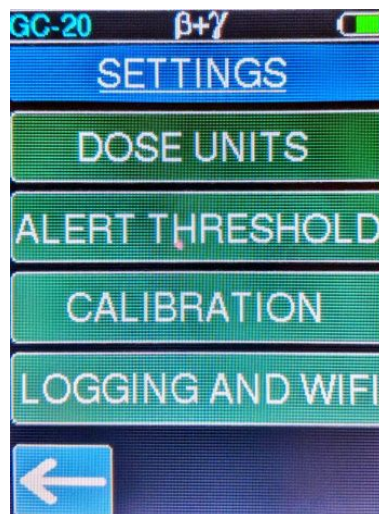 GC-20 β+γ
SETTINGS
DOSE UNITS
ALERT THRESHOLD
CALIBRATION
LOGGING AND WIFI